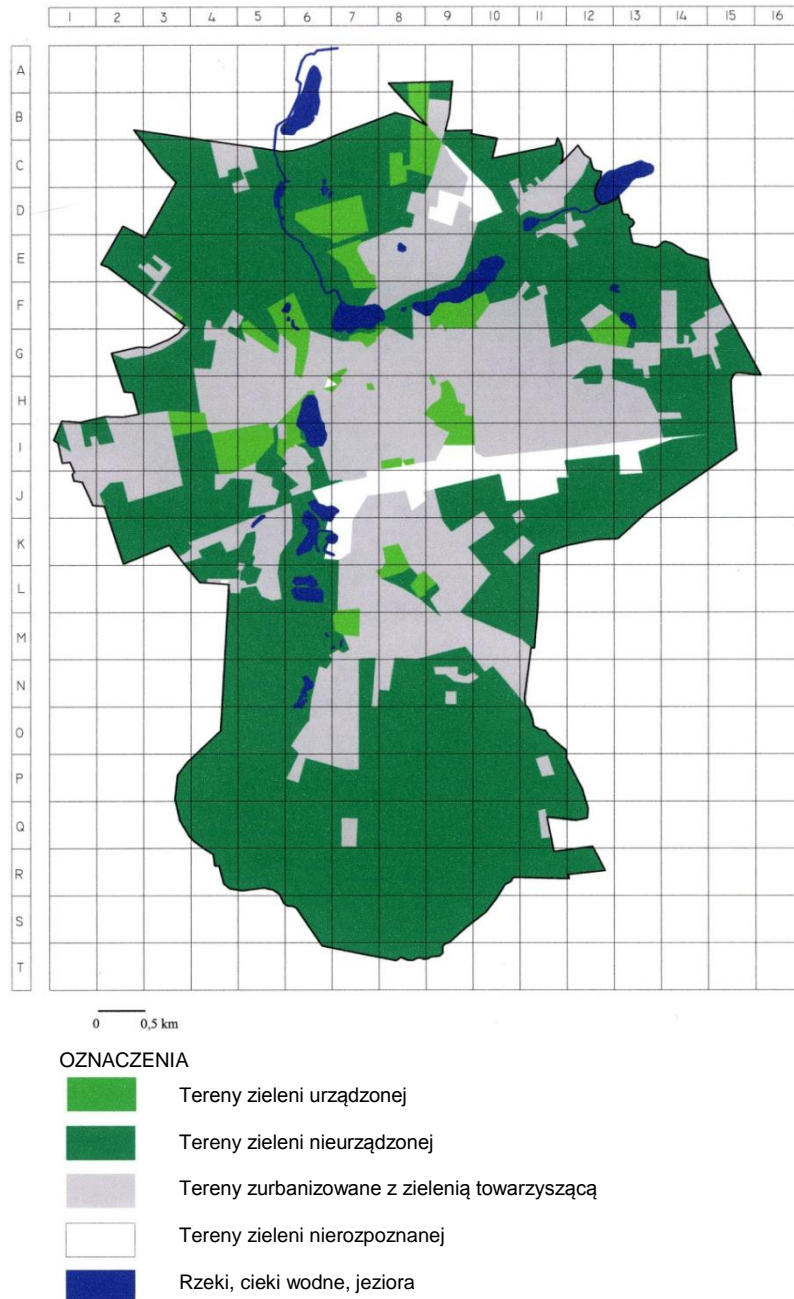 1 2 3 4 5 6 7 8 9 10 11 12 13 14 15 16
A
B
C
D
E
F
G
H
I
J
K
L
M
N
O
P
Q
R
S
T
0 0,5 km
OZNACZENIA
Tereny zieleni urządzonej
Tereny zieleni nieurządzonej
Tereny zurbanizowane z zielenią towarzyszącą
Tereny zieleni nierozpoznanej
Rzeki, cieki wodne, jeziora